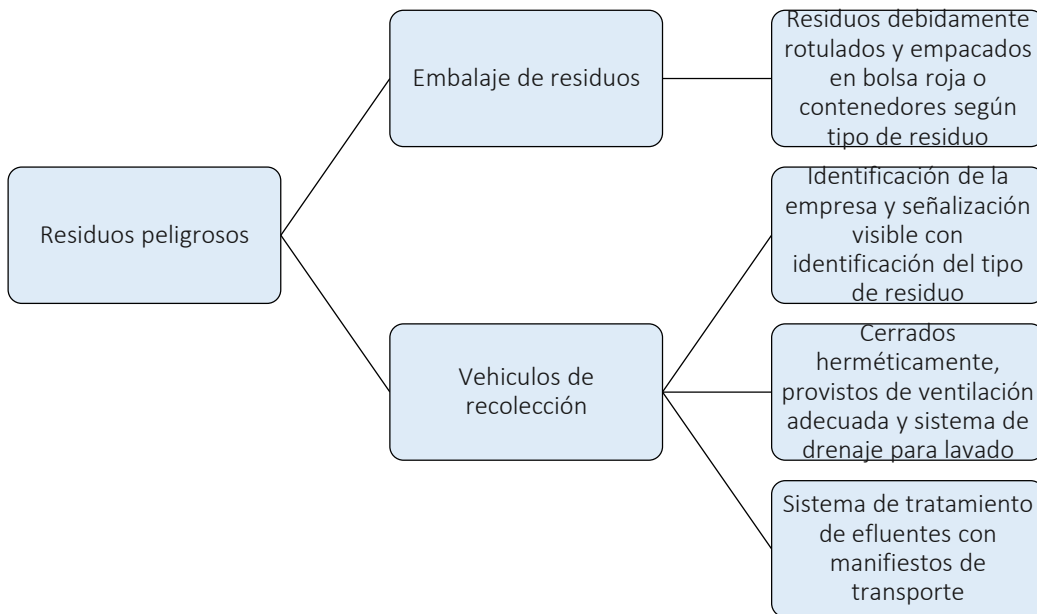 Residuos peligrosos
Embalaje de residuos
Residuos debidamente
rotulados y empacados
en bolsa roja o
contenedores según
tipo de residuo
Vehiculos de
recolección
Identificación de la
empresa y señalización
visible con
identificación del tipo
de residuo
Cerrados
herméticamente,
provistos de ventilación
adecuada y sistema de
drenaje para lavado
Sistema de tratamiento
de efluentes con
manifiestos de
transporte